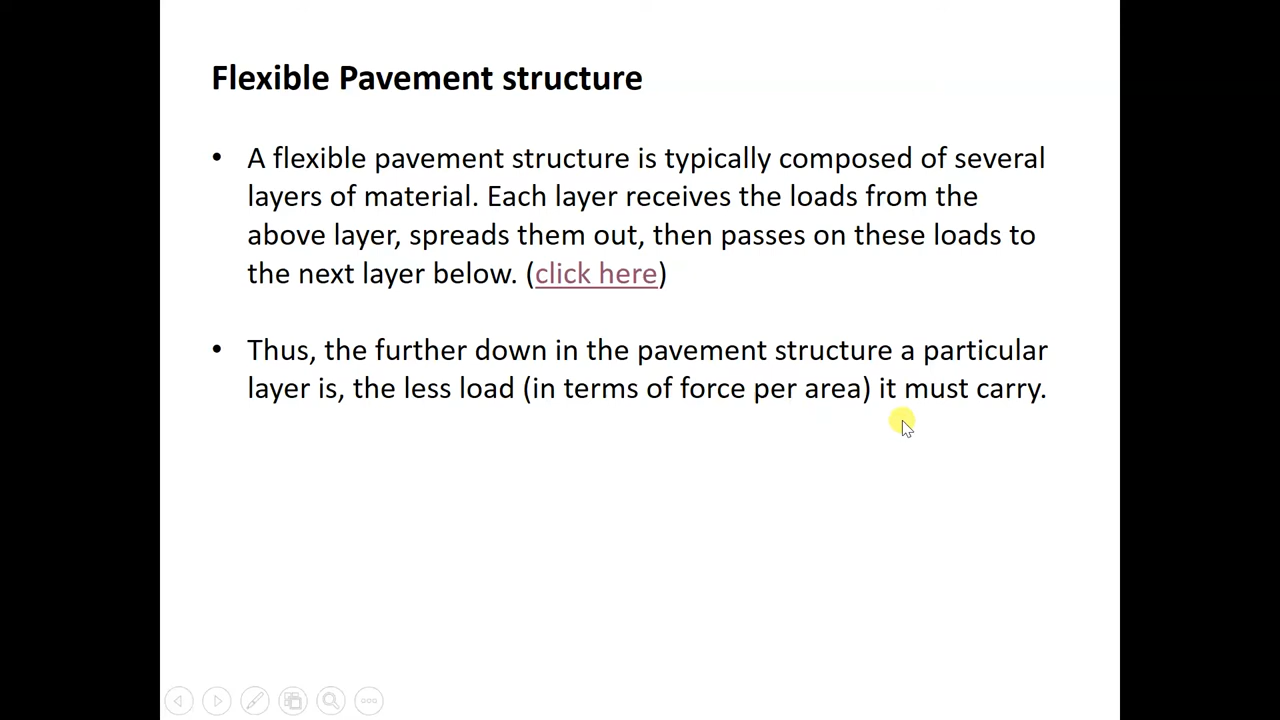 Flexible Pavement structure
• A flexible pavement structure is typically composed of several
layers of material. Each layer receives the loads from the
above layer, spreads them out, then passes on these loads to
the next layer below. (click here)
• Thus, the further down in the pavement structure a particular
layer is, the less load (in terms of force per area) it must carry.